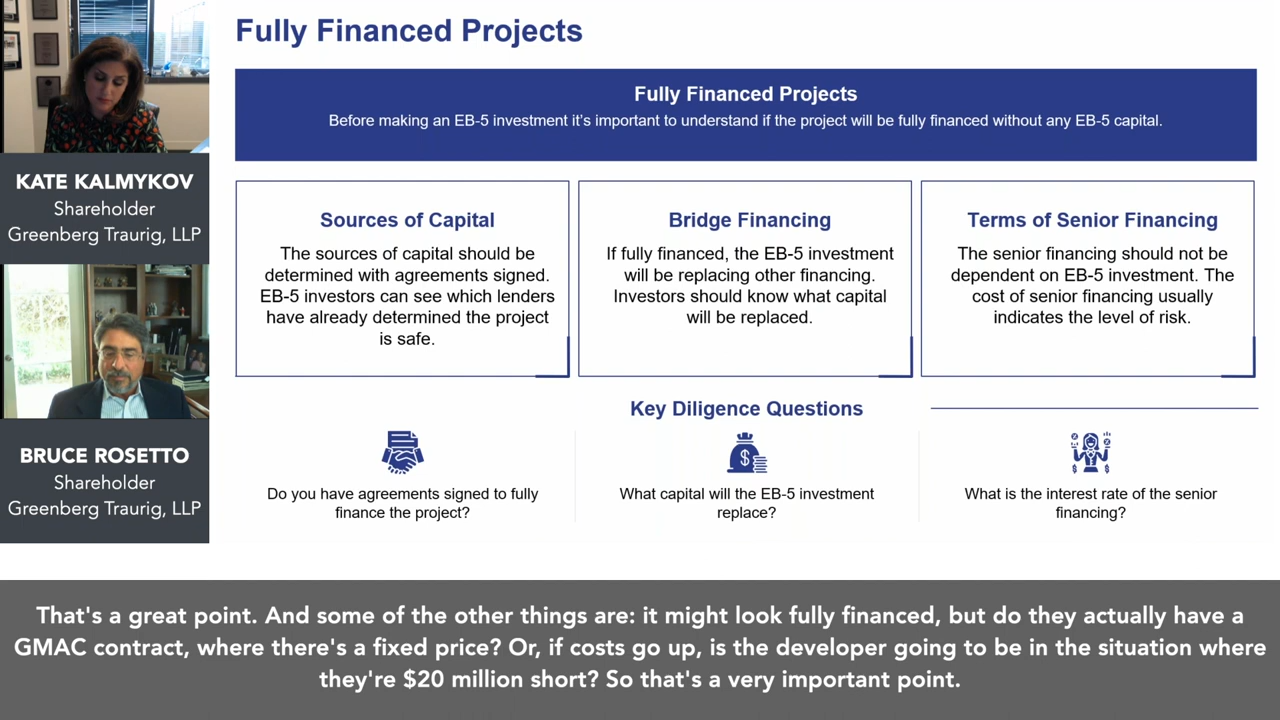 Fully Financed Projects
Fully Financed Projects
Before making an EB-5 investment it's important to understand if the project will be fully financed without any EB-5 capital.
KATE KALMYKOV
Shareholder
Greenberg Traurig, LLP
BRUCE ROSETTO
Shareholder
Greenberg Traurig, LLP
Sources of Capital
The sources of capital should be
determined with agreements signed.
EB-5 investors can see which lenders
have already determined the project
is safe.
Bridge Financing
If fully financed, the EB-5 investment
will be replacing other financing.
Investors should know what capital
will be replaced.
Terms of Senior Financing
The senior financing should not be
dependent on EB-5 investment. The
cost of senior financing usually
indicates the level of risk.
Key Diligence Questions
Do you have agreements signed to fully
finance the project?
What capital will the EB-5 investment
replace?
What is the interest rate of the senior
financing?
That's a great point. And some of the other things are: it might look fully financed, but do they actually have a
GMAC contract, where there's a fixed price? Or, if costs go up, is the developer going to be in the situation where
they're $20 million short? So that's a very important point.